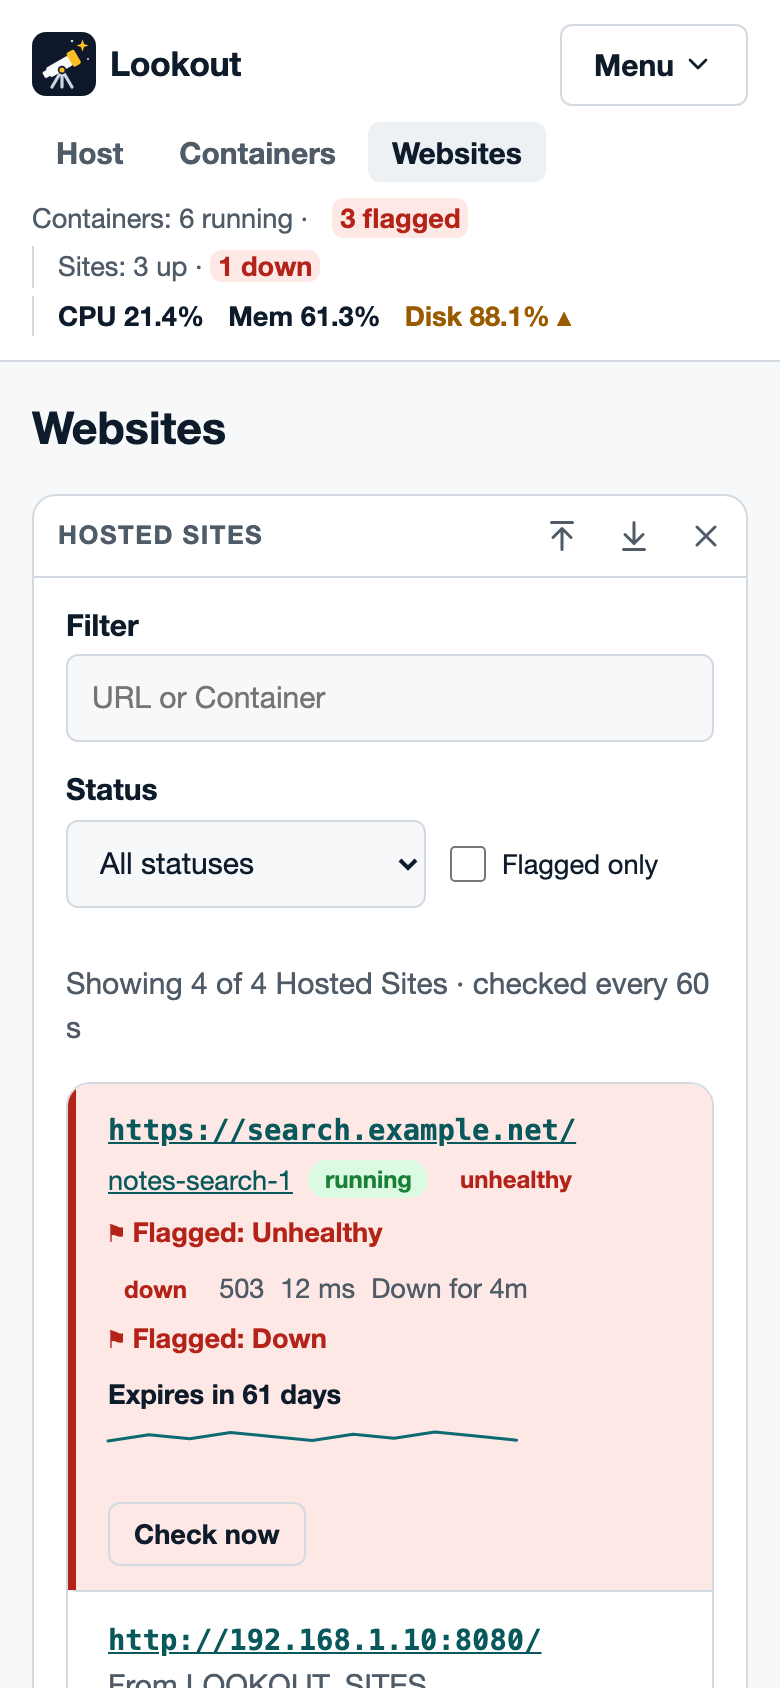 Lookout
Menu
Host Containers Websites
Containers: 6 running · 3 flagged
Sites: 3 up · 1 down
CPU 21.4% Mem 61.3% Disk 88.1% ▲
Websites
HOSTED SITES
Filter
URL or Container
Status
All statuses Flagged only
Showing 4 of 4 Hosted Sites · checked every 60
s
https://search.example.net/
notes-search-1 running unhealthy
⚑ Flagged: Unhealthy
down 503 12 ms Down for 4m
⚑ Flagged: Down
Expires in 61 days
Check now
http://192.168.1.10:8080/
From LOOKOUT_SITES